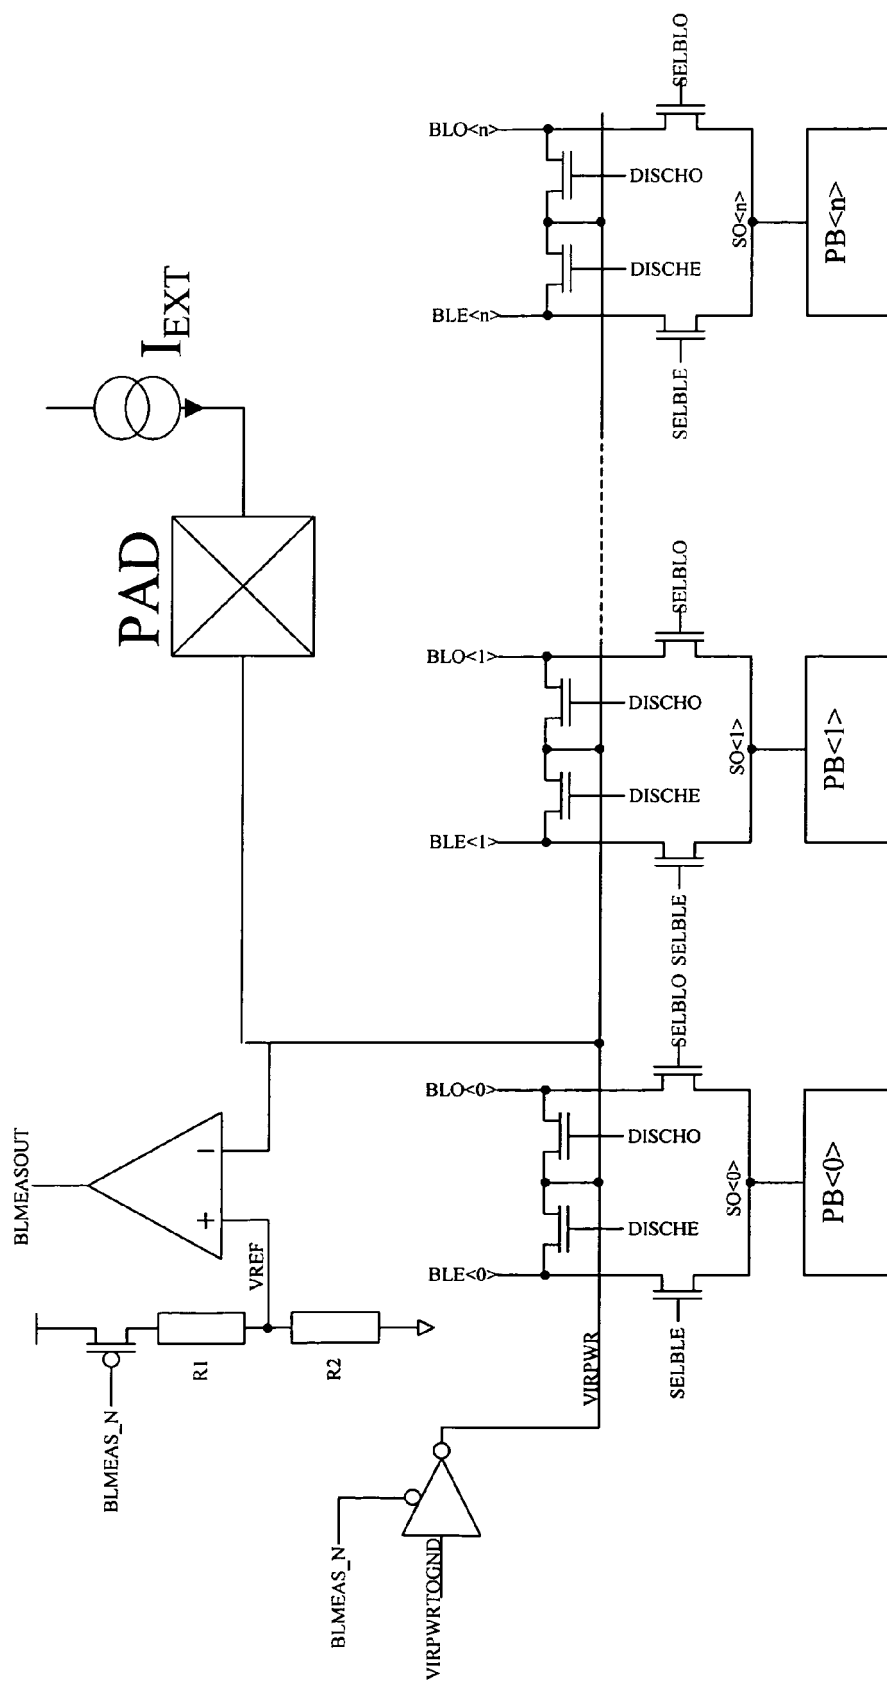 BLMEASOUT
BLMEAS_N
R1
R2
VREF
+
−
PAD
IEXT
BLMEAS_N
VIRPWRTOGND
VIRPWR
BLE<0>
BLO<0>
DISCHE
DISCHO
SELBLE
SELBLO
SO<0>
PB<0>
BLE<1>
BLO<1>
DISCHE
DISCHO
SELBLE
SELBLO
SO<1>
PB<1>
BLE<n>
BLO<n>
DISCHE
DISCHO
SELBLE
SELBLO
SO<n>
PB<n>